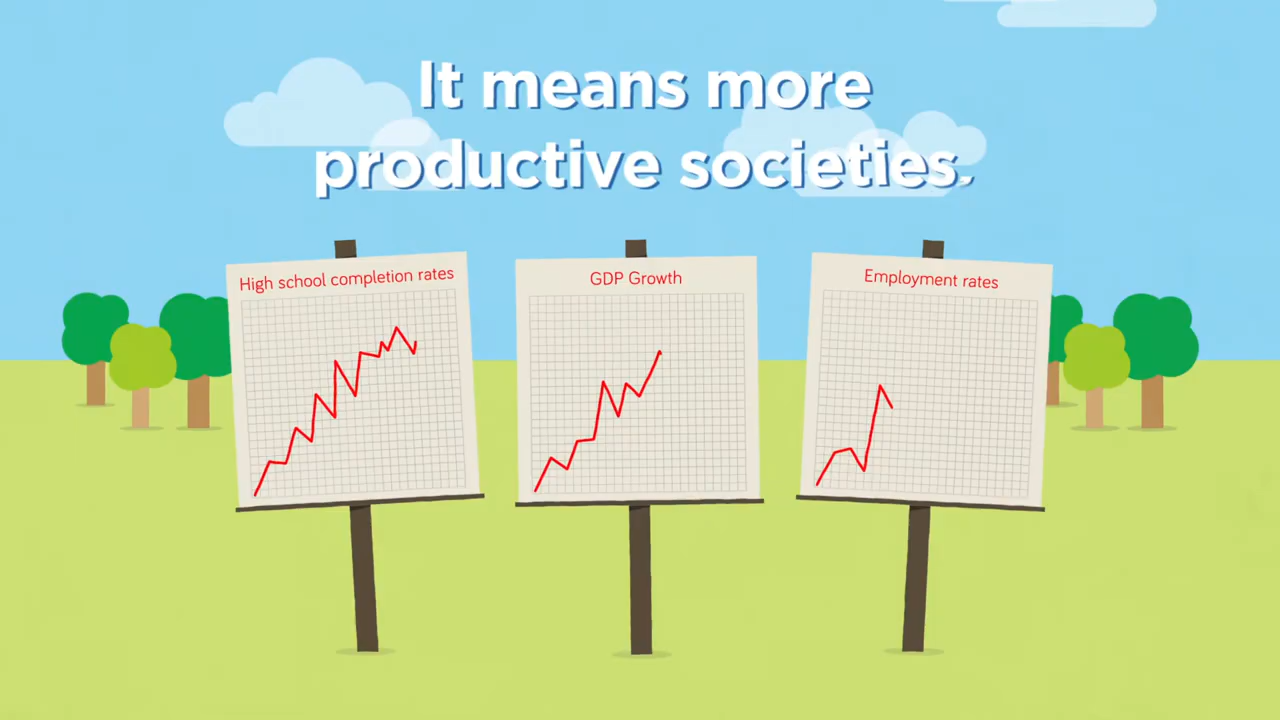 It means more
productive societies.
High school completion rates
GDP Growth
Employment rates